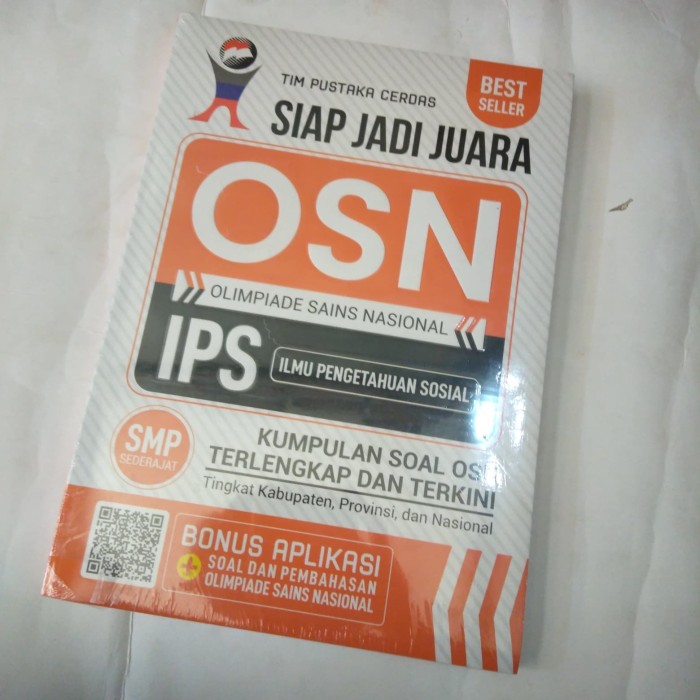 TIM PUSTAKA CERDAS
BEST
SELLER
SIAP JADI JUARA
OSN
OLIMPIADE SAINS NASIONAL
IPS
ILMU PENGETAHUAN SOSIAL
SMP
SEDERAJAT
KUMPULAN SOAL OSN
TERLENGKAP DAN TERKINI
Tingkat Kabupaten, Provinsi, dan Nasional
BONUS APLIKASI
+ SOAL DAN PEMBAHASAN
OLIMPIADE SAINS NASIONAL